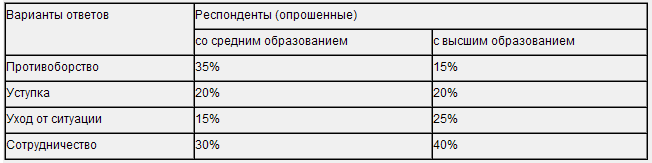 Варианты ответов Респонденты (опрошенные)
со средним образованием с высшим образованием
Противоборство 35% 15%
Уступка 20% 20%
Уход от ситуации 15% 25%
Сотрудничество 30% 40%